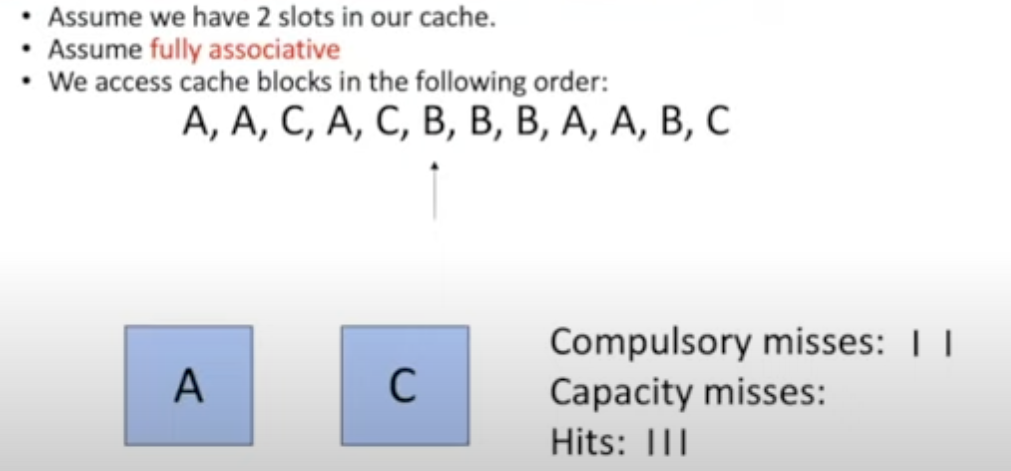 • Assume we have 2 slots in our cache.
• Assume fully associative
• We access cache blocks in the following order:
A, A, C, A, C, B, B, B, A, A, B, C
A
C
Compulsory misses: I I
Capacity misses:
Hits: III